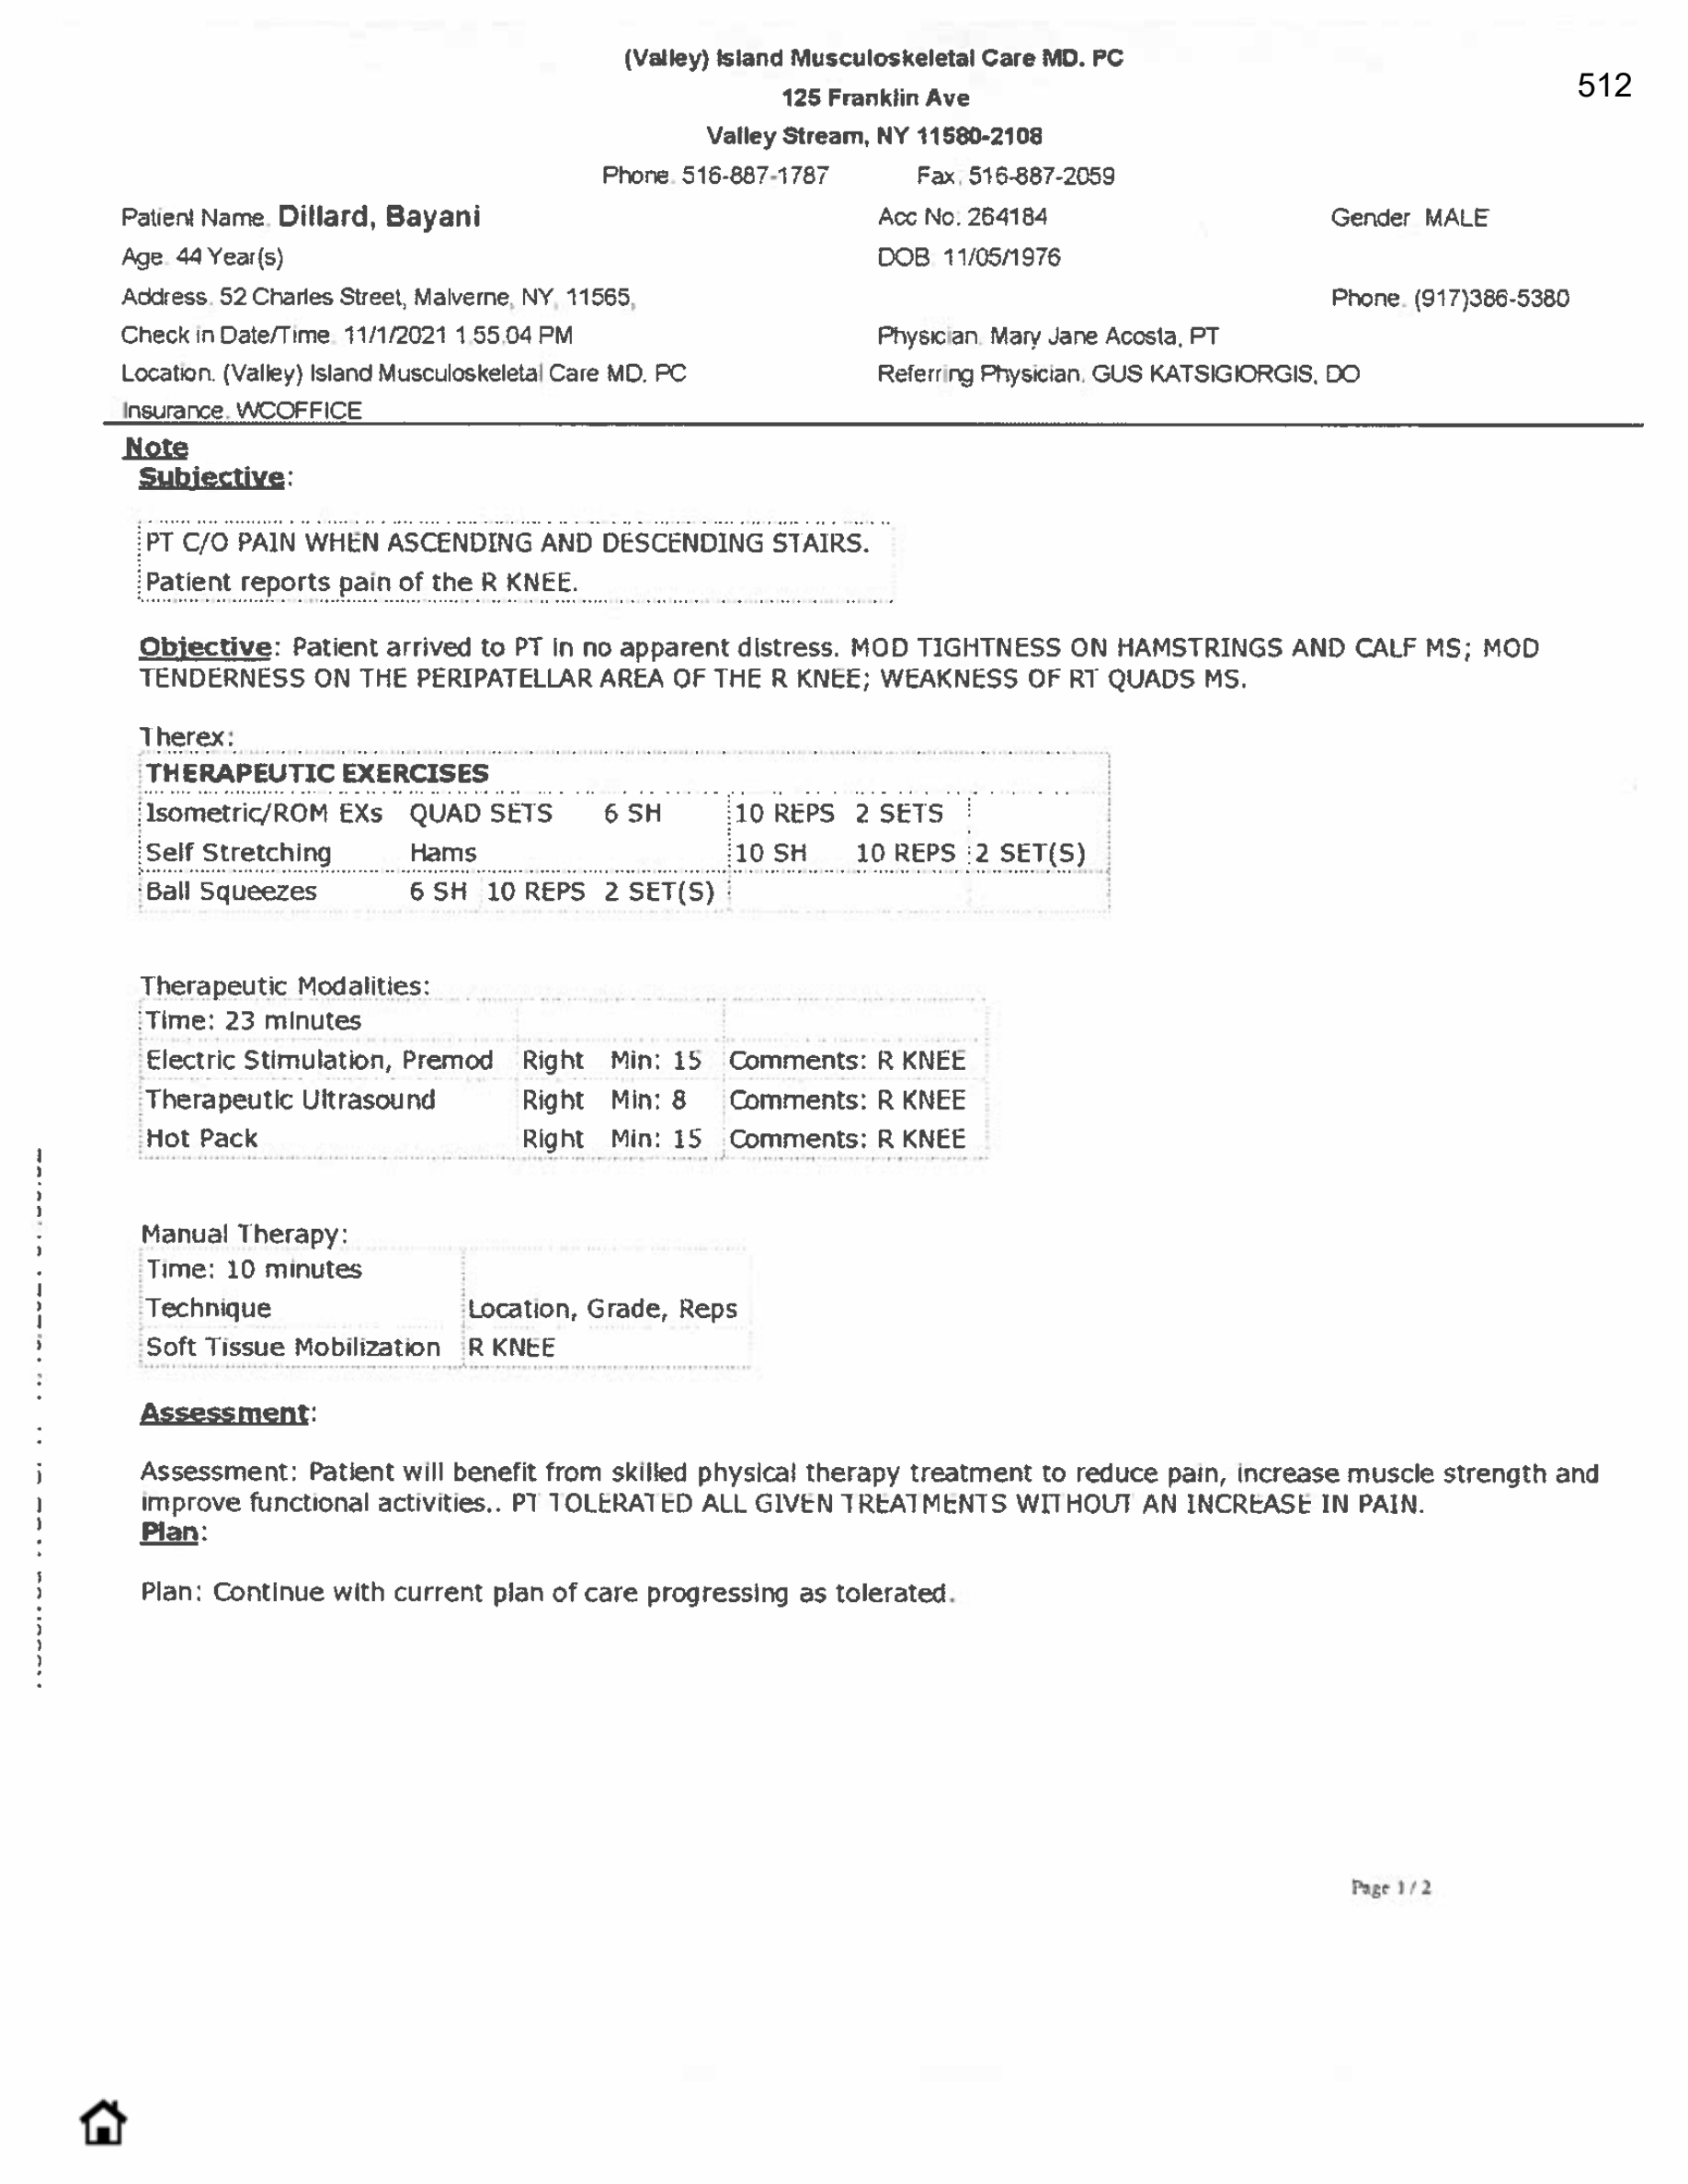 (Valley) Island Musculoskeletal Care MD. PC
512
125 Franklin Ave
Valley Stream, NY 11580-2108
Phone. 516-887-1787 Fax. 516-887-2059
Patient Name. Dillard, Bayani Acc No. 264184 Gender MALE
Age. 44 Year(s) DOB 11/05/1976
Address. 52 Charles Street, Malverne, NY, 11565, Phone. (917)386-5380
Check in Date/Time. 11/1/2021 1.55.04 PM Physician. Mary Jane Acosta, PT
Location. (Valley) Island Musculoskeletal Care MD. PC Referring Physician. GUS KATSIGIORGIS, DO
Insurance. WCOFFICE
Note
Subjective:
PT C/O PAIN WHEN ASCENDING AND DESCENDING STAIRS.
Patient reports pain of the R KNEE.
Objective: Patient arrived to PT in no apparent distress. MOD TIGHTNESS ON HAMSTRINGS AND CALF MS; MOD
TENDERNESS ON THE PERIPATELLAR AREA OF THE R KNEE; WEAKNESS OF RT QUADS MS.
Therex:
THERAPEUTIC EXERCISES
Isometric/ROM EXs QUAD SETS 6 SH 10 REPS 2 SETS
Self Stretching Hams 10 SH 10 REPS 2 SET(S)
Ball Squeezes 6 SH 10 REPS 2 SET(S)
Therapeutic Modalities:
Time: 23 minutes
Electric Stimulation, Premod Right Min: 15 Comments: R KNEE
Therapeutic Ultrasound Right Min: 8 Comments: R KNEE
Hot Pack Right Min: 15 Comments: R KNEE
Manual Therapy:
Time: 10 minutes
Technique Location, Grade, Reps
Soft Tissue Mobilization R KNEE
Assessment:
Assessment: Patient will benefit from skilled physical therapy treatment to reduce pain, increase muscle strength and
improve functional activities.. PT TOLERATED ALL GIVEN TREATMENTS WITHOUT AN INCREASE IN PAIN.
Plan:
Plan: Continue with current plan of care progressing as tolerated.
Page 1 / 2